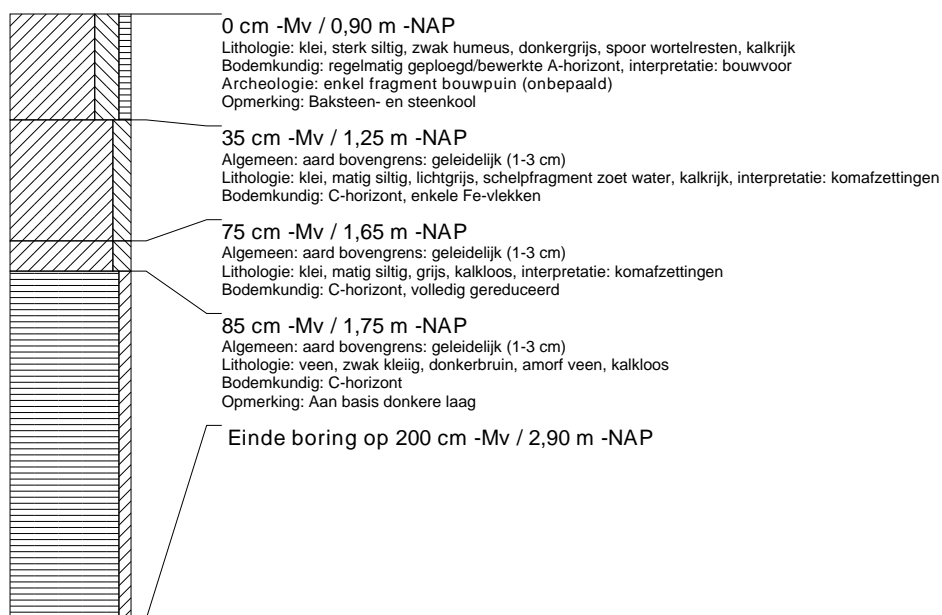 0 cm -Mv / 0,90 m -NAP
Lithologie: klei, sterk siltig, zwak humeus, donkergrijs, spoor wortelresten, kalkrijk
Bodemkundig: regelmatig geploegd/bewerkte A-horizont, interpretatie: bouwvoor
Archeologie: enkel fragment bouwpuin (onbepaald)
Opmerking: Baksteen- en steenkool
35 cm -Mv / 1,25 m -NAP
Algemeen: aard bovengrens: geleidelijk (1-3 cm)
Lithologie: klei, matig siltig, lichtgrijs, schelpfragment zoet water, kalkrijk, interpretatie: komafzettingen
Bodemkundig: C-horizont, enkele Fe-vlekken
75 cm -Mv / 1,65 m -NAP
Algemeen: aard bovengrens: geleidelijk (1-3 cm)
Lithologie: klei, matig siltig, grijs, kalkloos, interpretatie: komafzettingen
Bodemkundig: C-horizont, volledig gereduceerd
85 cm -Mv / 1,75 m -NAP
Algemeen: aard bovengrens: geleidelijk (1-3 cm)
Lithologie: veen, zwak kleiig, donkerbruin, amorf veen, kalkloos
Bodemkundig: C-horizont
Opmerking: Aan basis donkere laag
Einde boring op 200 cm -Mv / 2,90 m -NAP